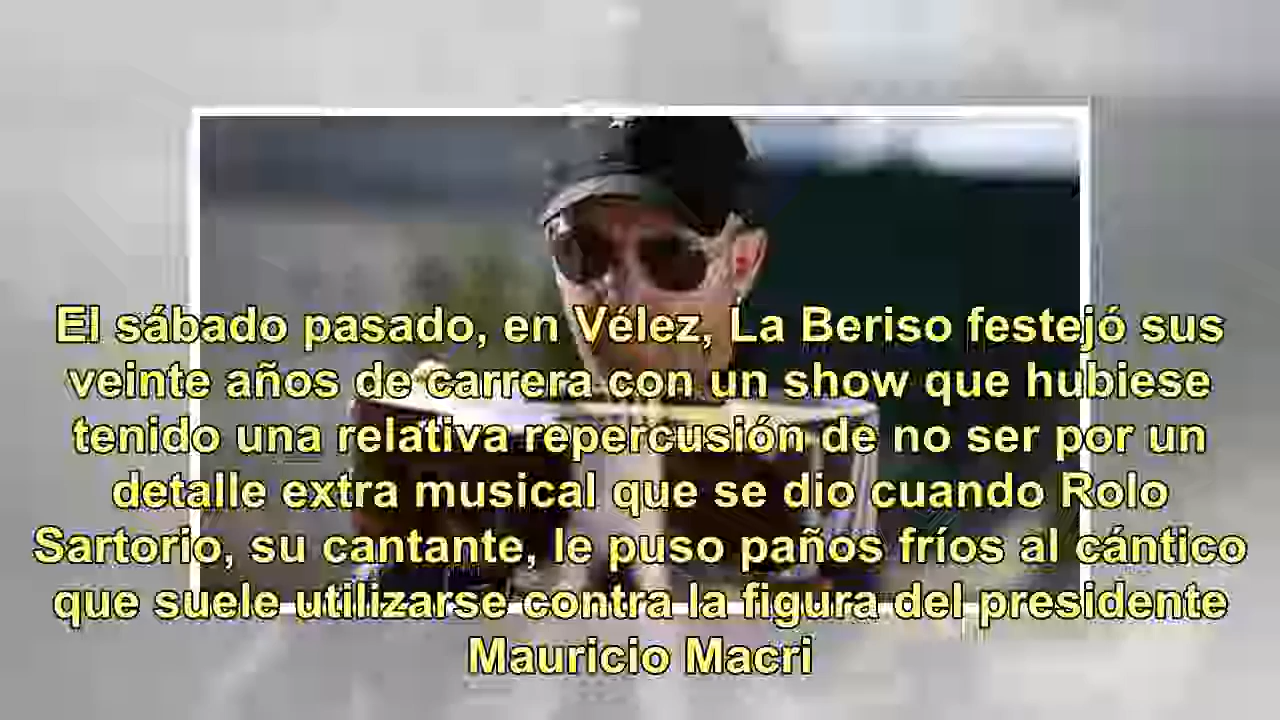 El sábado pasado, en Vélez, La Beriso festejó sus
veinte años de carrera con un show que hubiese
tenido una relativa repercusión de no ser por un
detalle extra musical que se dio cuando Rolo
Sartorio, su cantante, le puso paños fríos al cántico
que suele utilizarse contra la figura del presidente
Mauricio Macri